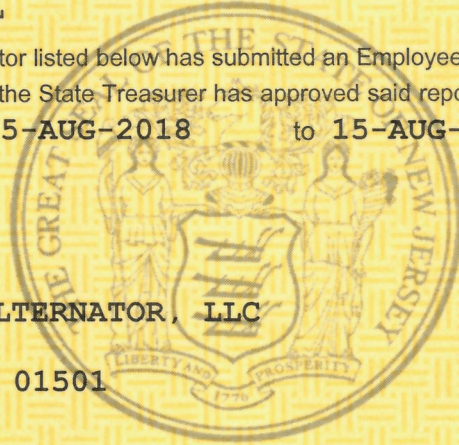 tor listed below has submitted an Employee
the State Treasurer has approved said repo
5-AUG-2018 to 15-AUG-
THE GREAT SEAL OF THE STATE OF NEW JERSEY
LTERNATOR, LLC
LIBERTY AND PROSPERITY
1776
01501